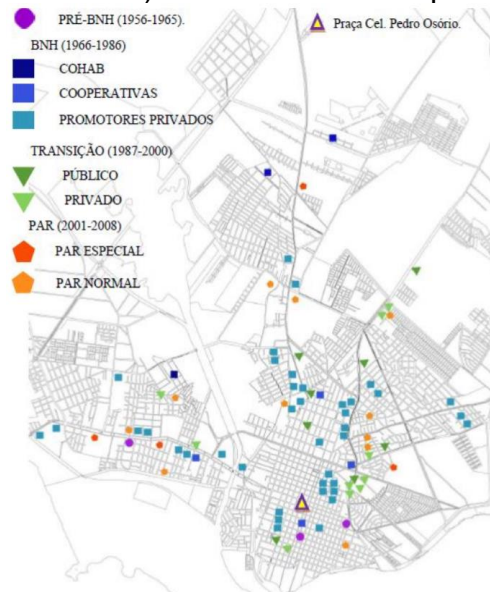 PRÉ-BNH (1956-1965).
Praça Cel. Pedro Osório.
BNH (1966-1986)
COHAB
COOPERATIVAS
PROMOTORES PRIVADOS
TRANSIÇÃO (1987-2000)
PÚBLICO
PRIVADO
PAR (2001-2008)
PAR ESPECIAL
PAR NORMAL